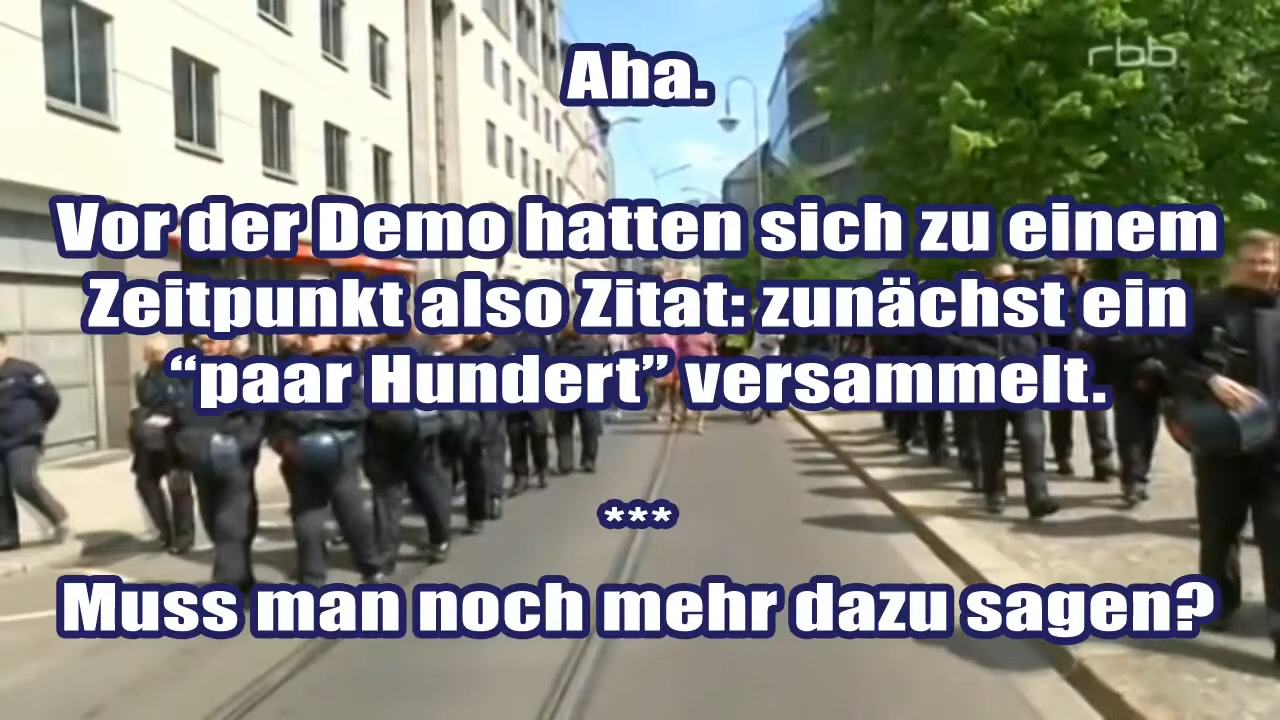 rbb
Aha.
Vor der Demo hatten sich zu einem
Zeitpunkt also Zitat: zunächst ein
“paar Hundert” versammelt.
***
Muss man noch mehr dazu sagen?